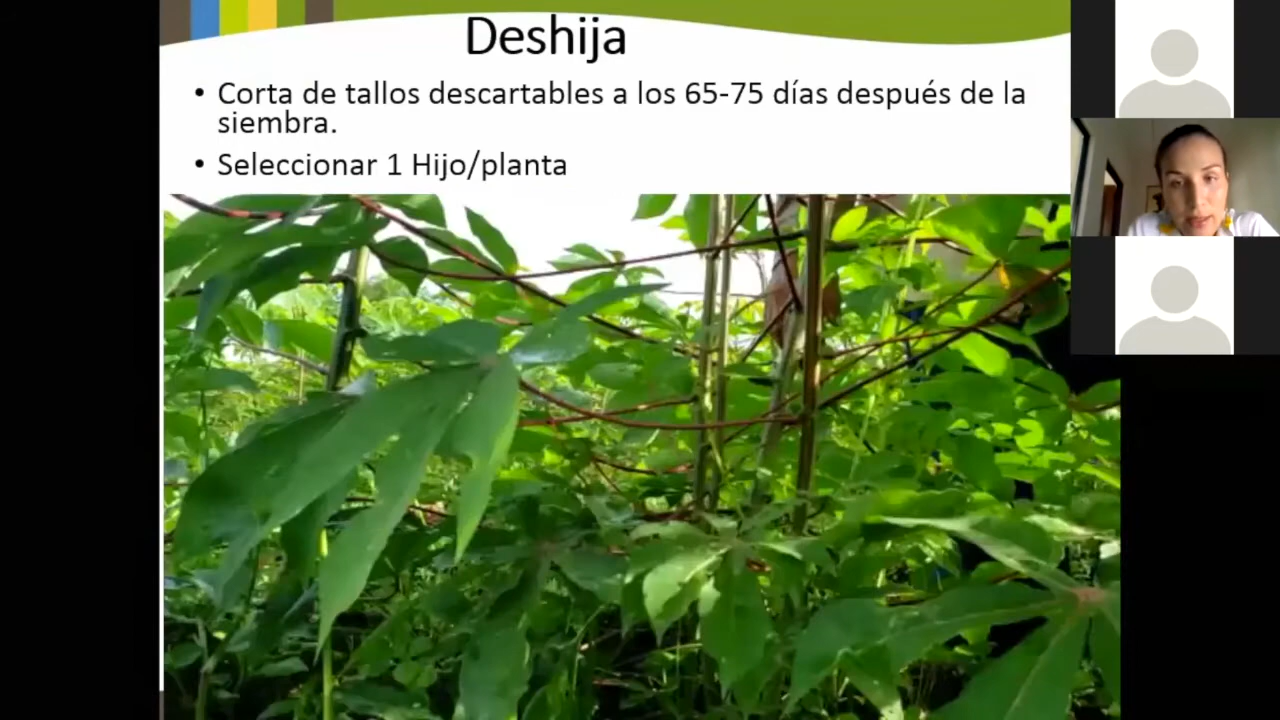 Deshija
• Corta de tallos descartables a los 65-75 días después de la
siembra.
• Seleccionar 1 Hijo/planta